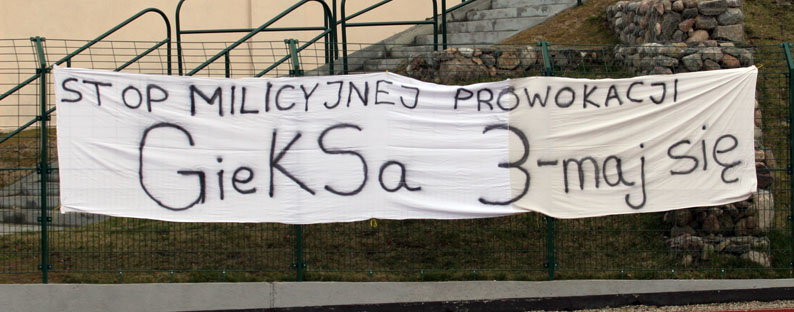 STOP MILICYJNEJ PROWOKACJI
GieKSa 3-maj się